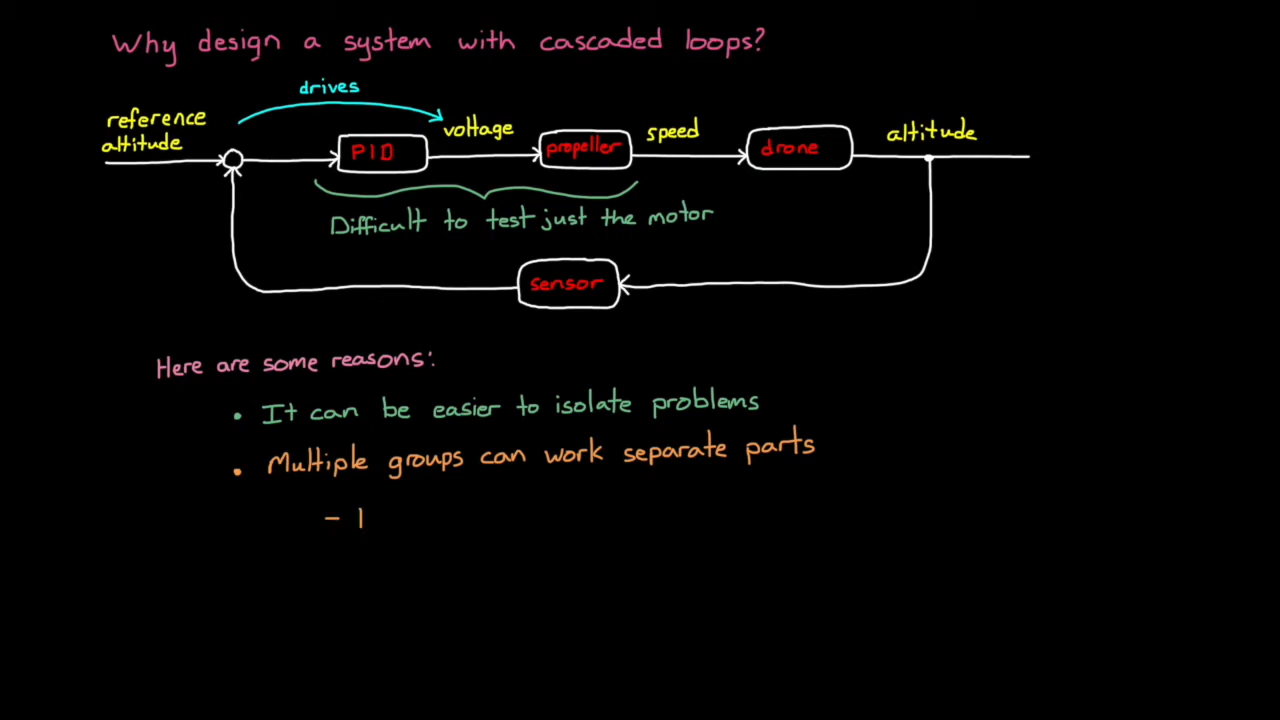 Why design a system with cascaded loops?
drives
reference
altitude
voltage
speed
altitude
PID
propeller
drone
Difficult to test just the motor
sensor
Here are some reasons:
• It can be easier to isolate problems
• Multiple groups can work separate parts
- I